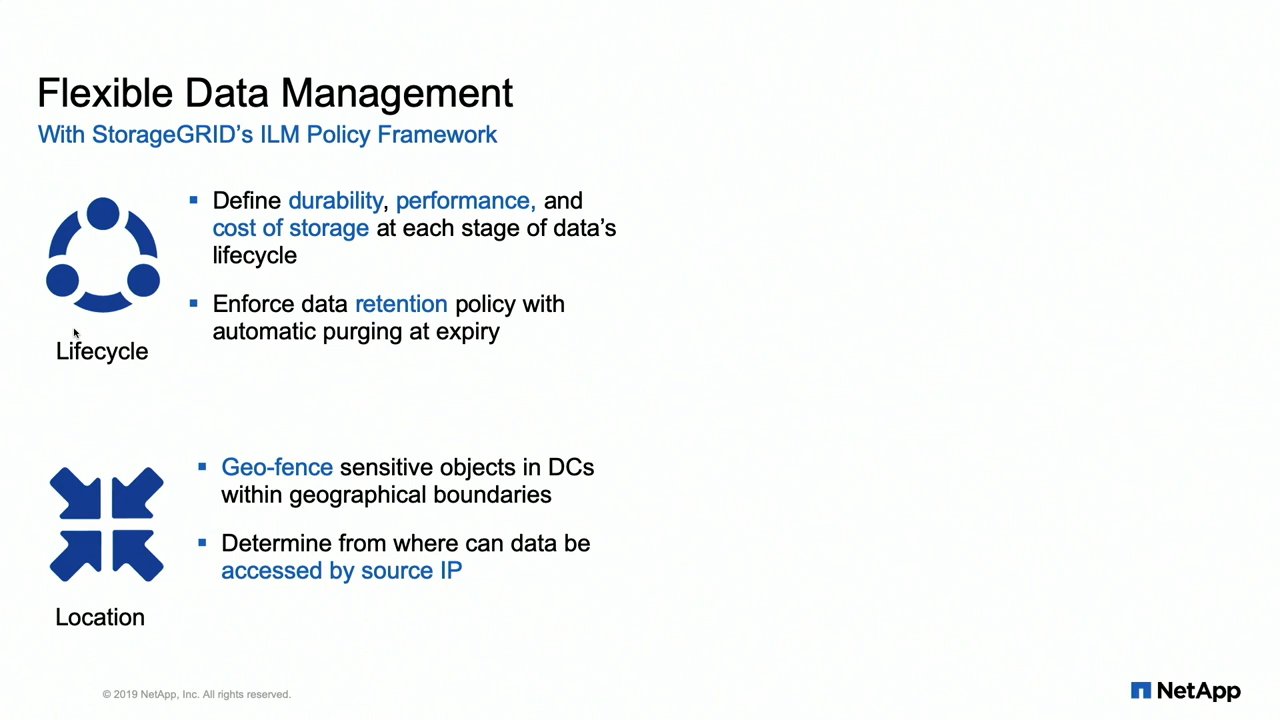 Flexible Data Management
With StorageGRID’s ILM Policy Framework
Define durability, performance, and
cost of storage at each stage of data’s
lifecycle
Enforce data retention policy with
automatic purging at expiry
Lifecycle
Geo-fence sensitive objects in DCs
within geographical boundaries
Determine from where can data be
accessed by source IP
Location
© 2019 NetApp, Inc. All rights reserved.
NetApp